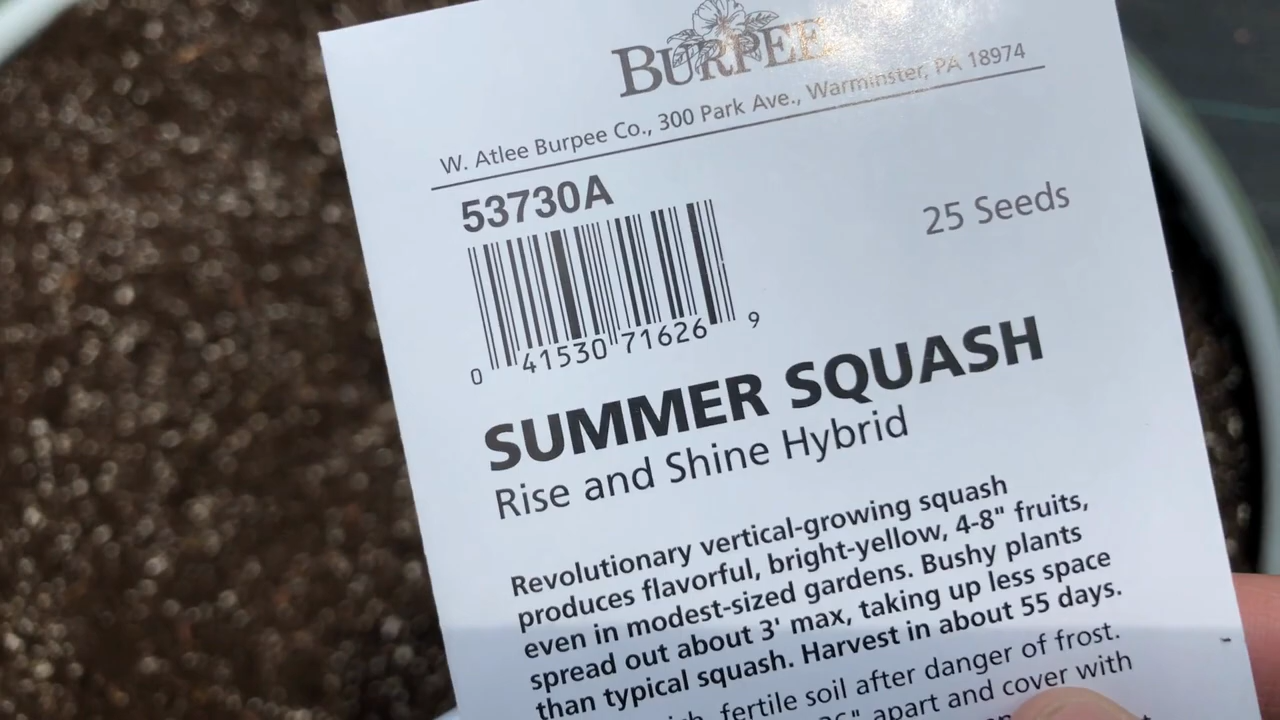 BURPEE
W. Atlee Burpee Co., 300 Park Ave., Warminster, PA 18974
53730A
25 Seeds
0 41530 71626 9
SUMMER SQUASH
Rise and Shine Hybrid
Revolutionary vertical-growing squash
produces flavorful, bright-yellow, 4-8" fruits,
even in modest-sized gardens. Bushy plants
spread out about 3' max, taking up less space
than typical squash. Harvest in about 55 days.
fertile soil after danger of frost.
apart and cover with